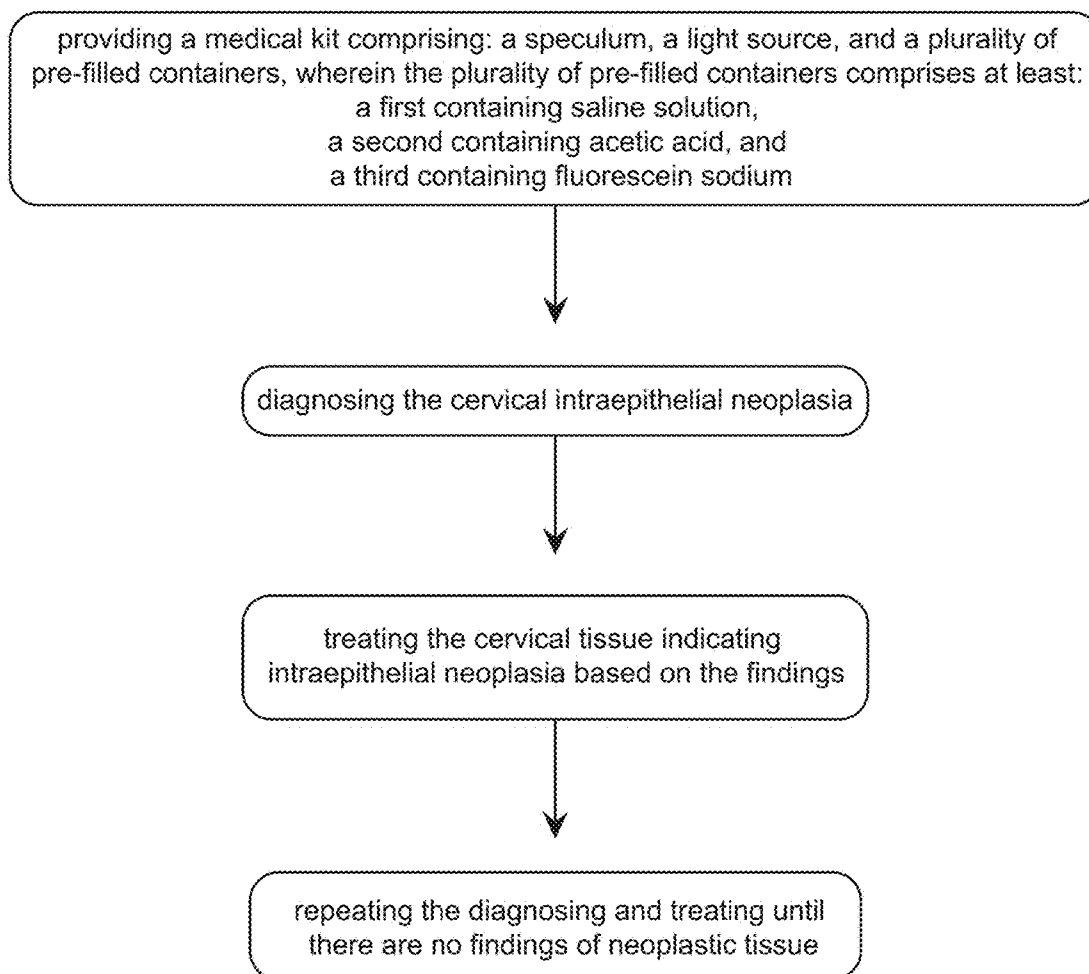 providing a medical kit comprising: a speculum, a light source, and a plurality of
pre-filled containers, wherein the plurality of pre-filled containers comprises at least:
a first containing saline solution,
a second containing acetic acid, and
a third containing fluorescein sodium
diagnosing the cervical intraepithelial neoplasia
treating the cervical tissue indicating
intraepithelial neoplasia based on the findings
repeating the diagnosing and treating until
there are no findings of neoplastic tissue